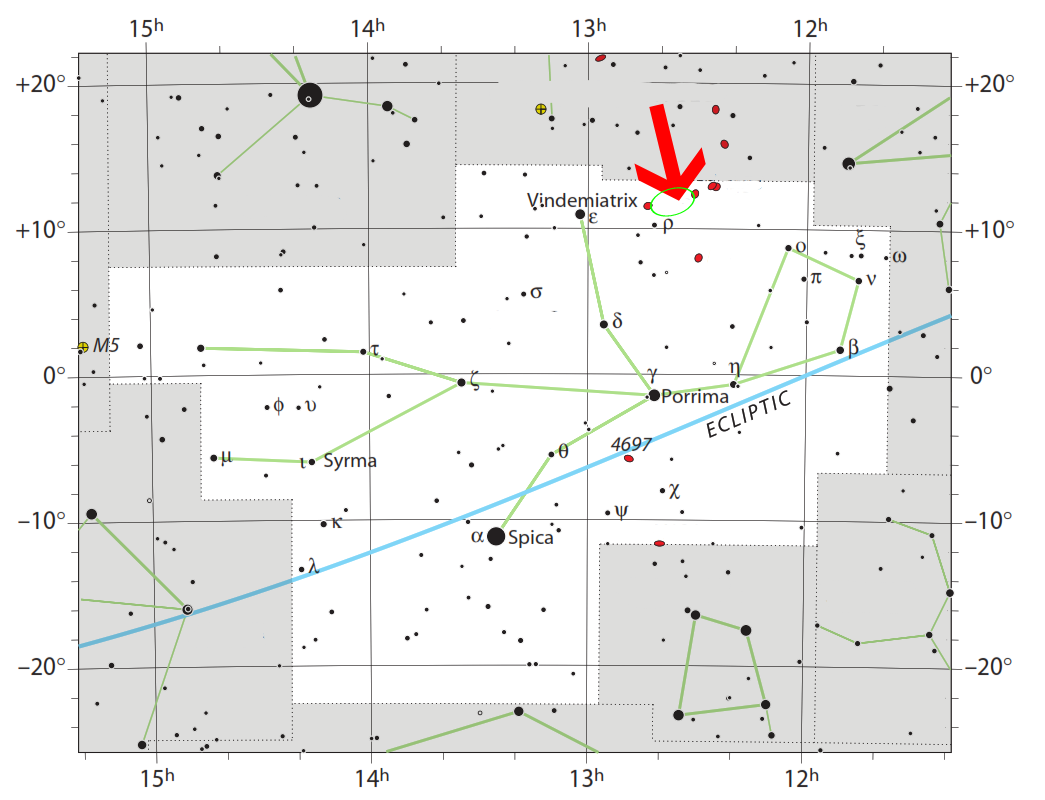 15h 14h 13h 12h
+20° +20°
Vindemiatrix
ε ρ
+10° +10°
ο ξ
ω
π ν
σ
δ
M5 τ β
0° ζ γ η 0°
Porrima
ϕ υ ECLIPTIC
μ ι Syrma θ 4697
χ
κ ψ
−10° −10°
α Spica
λ
−20° −20°
15h 14h 13h 12h